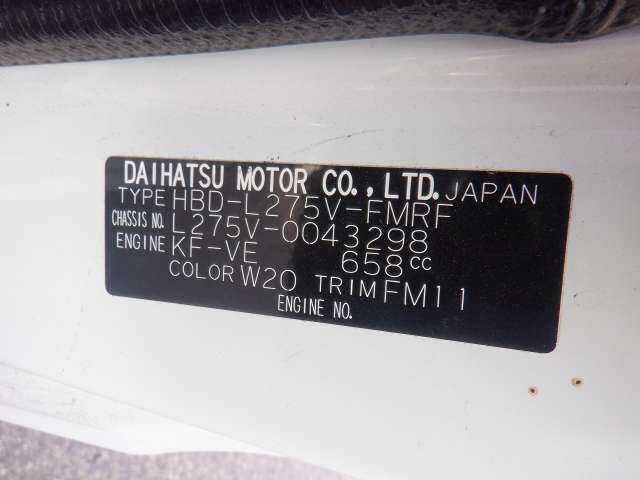 DAIHATSU MOTOR CO., LTD. JAPAN
TYPE HBD-L275V-FMRF
CHASSIS NO. L275V-0043298
ENGINE KF-VE 658cc
COLOR W20 TRIM FM11
ENGINE NO.